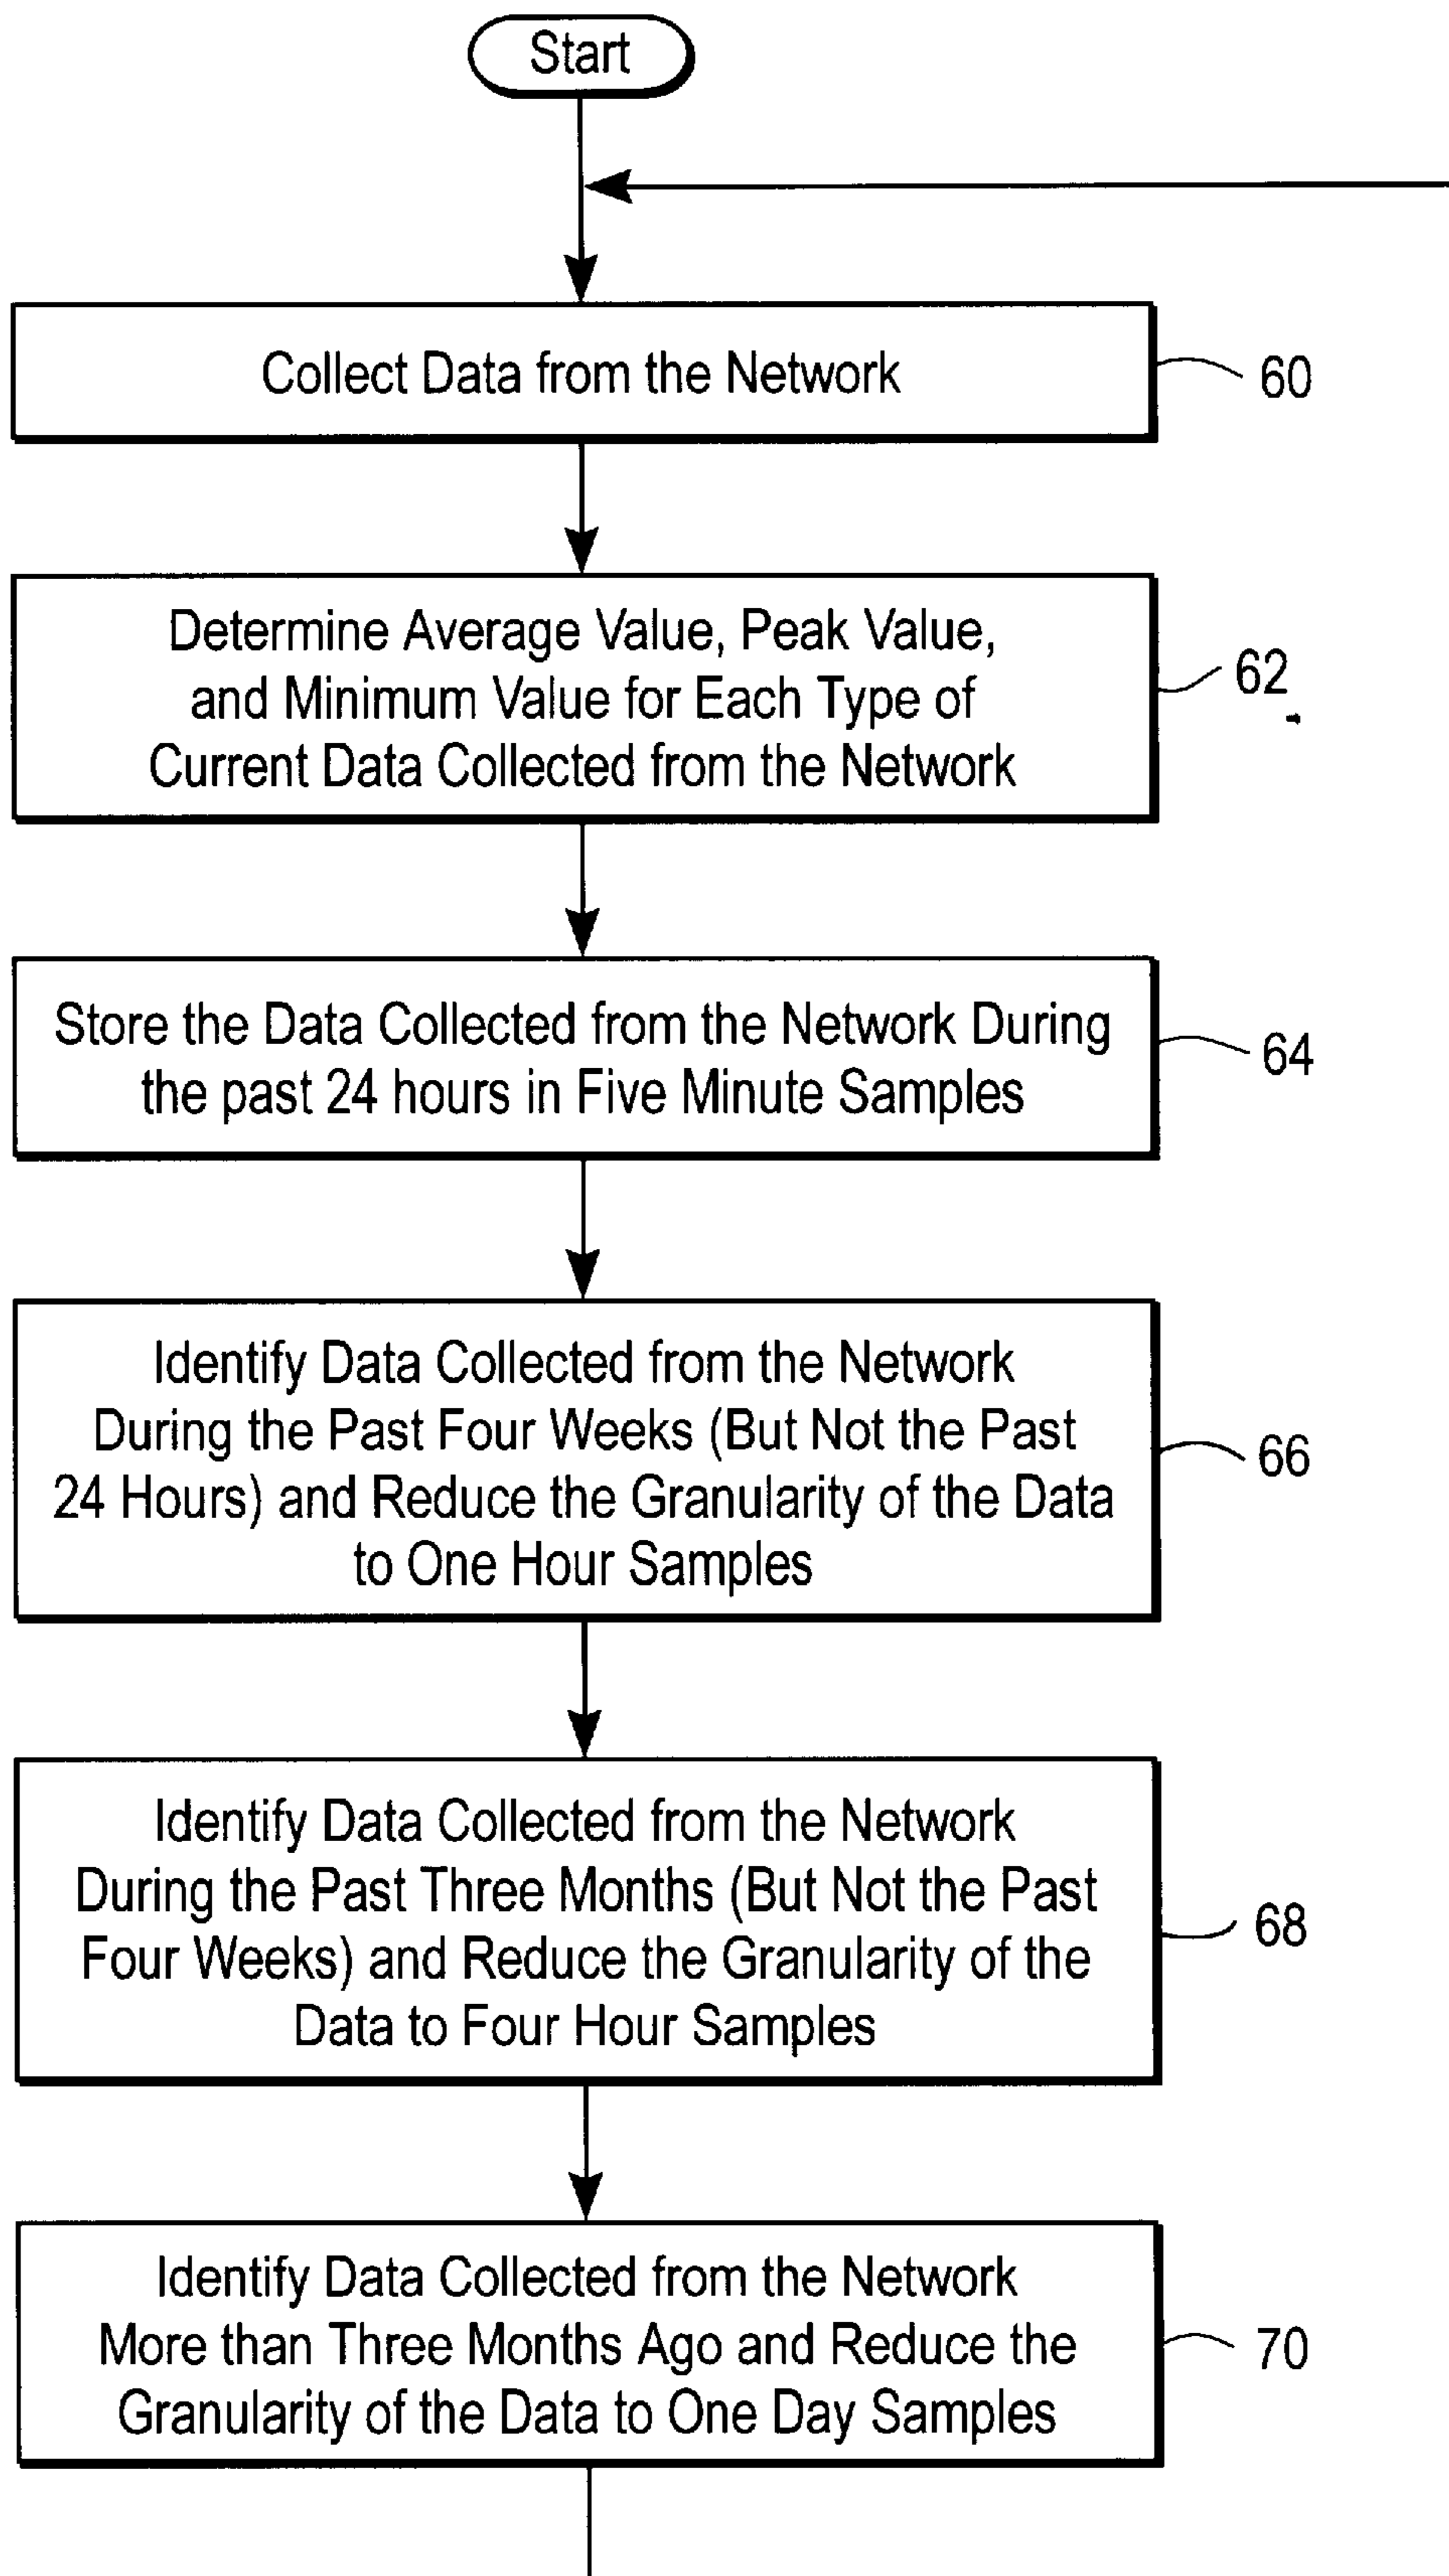 Start
Collect Data from the Network
60
Determine Average Value, Peak Value,
and Minimum Value for Each Type of
Current Data Collected from the Network
62
Store the Data Collected from the Network During
the past 24 hours in Five Minute Samples
64
Identify Data Collected from the Network
During the Past Four Weeks (But Not the Past
24 Hours) and Reduce the Granularity of the Data
to One Hour Samples
66
Identify Data Collected from the Network
During the Past Three Months (But Not the Past
Four Weeks) and Reduce the Granularity of the
Data to Four Hour Samples
68
Identify Data Collected from the Network
More than Three Months Ago and Reduce the
Granularity of the Data to One Day Samples
70